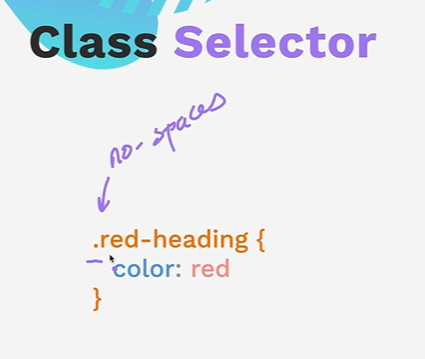 Class Selector
no-spaces
.red-heading {
color: red
}